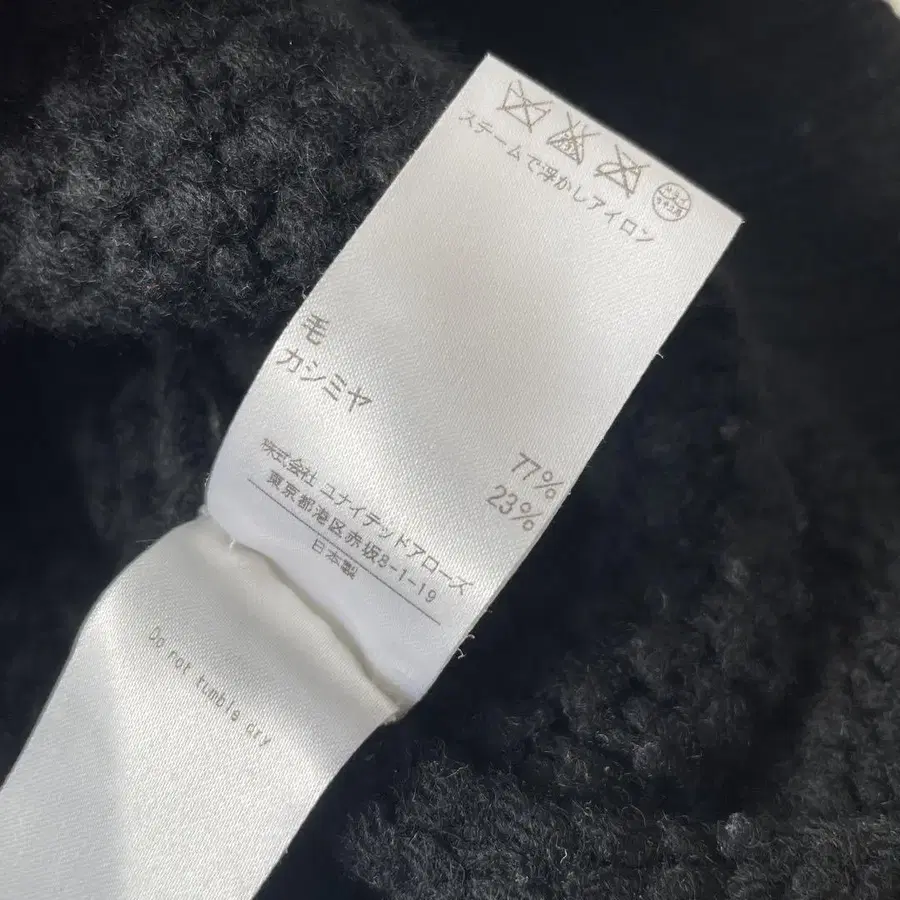 スチームで浮かしアイロン
毛 77%
カシミヤ 23%
株式会社 ユナイテッドアローズ
東京都港区赤坂8-1-19
日本製
Do not tumble dry